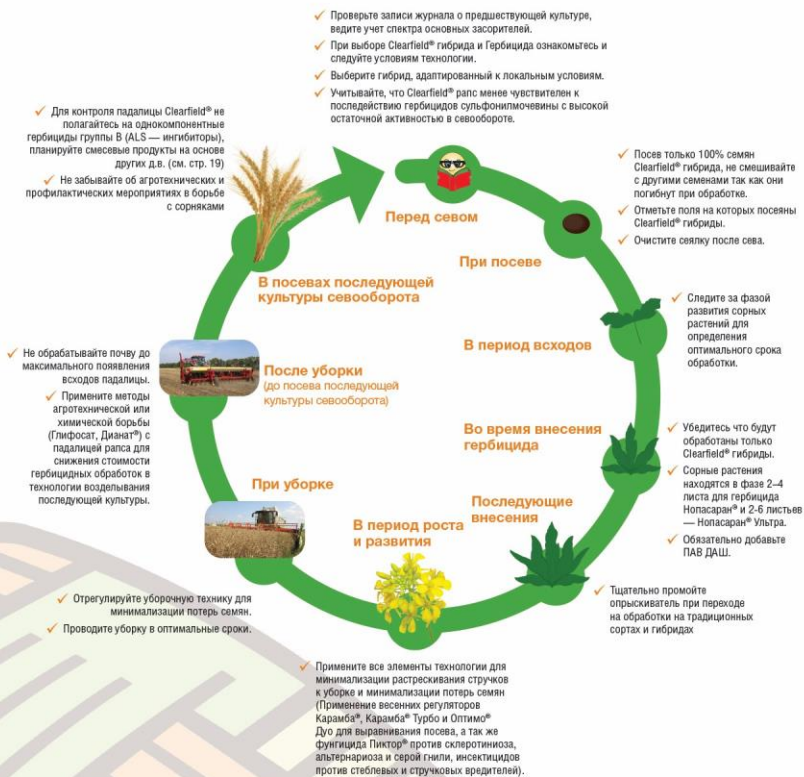 ✓ Проверьте записи журнала о предшествующей культуре,
ведите учет спектра основных засорителей.
✓ При выборе Clearfield® гибрида и Гербицида ознакомьтесь и
следуйте условиям технологии.
✓ Выберите гибрид, адаптированный к локальным условиям.
✓ Учитывайте, что Clearfield® рапс менее чувствителен к
последействию гербицидов сульфонилмочевины с высокой
остаточной активностью в севообороте.
Перед севом
✓ Посев только 100% семян
Clearfield® гибрида, не смешивайте
с другими семенами так как они
погибнут при обработке.
✓ Отметьте поля на которых посеяны
Clearfield® гибриды.
✓ Очистите сеялку после сева.
При посеве
✓ Следите за фазой
развития сорных
растений для
определения
оптимального срока
обработки.
В период всходов
✓ Убедитесь что будут
обработаны только
Clearfield® гибриды.
✓ Сорные растения
находятся в фазе 2–4
листа для гербицида
Нопасаран® и 2-6 листьев
— Нопасаран® Ультра.
✓ Обязательно добавьте
ПАВ ДАШ.
Во время внесения
гербицида
✓ Тщательно промойте
опрыскиватель при переходе
на обработки на традиционных
сортах и гибридах
Последующие
внесения
В период роста
и развития
✓ Примените все элементы технологии для
минимализации растрескивания стручков
к уборке и минимализации потерь семян
(Применение весенних регуляторов
Карамба®, Карамба® Турбо и Оптимо®
Дуо для выравнивания посева, а так же
фунгицида Пиктор® против склеротиниоза,
альтернариоза и серой гнили, инсектицидов
против стеблевых и стручковых вредителей).
При уборке
✓ Отрегулируйте уборочную технику для
минимализации потерь семян.
✓ Проводите уборку в оптимальные сроки.
После уборки
(до посева последующей
культуры севооборота)
✓ Не обрабатывайте почву до
максимального пояявления
всходов падалицы.
✓ Примените методы
агротехнической или
химической борьбы
(Глифосат, Дианат®) с
падалицей рапса для
снижения стоимости
гербицидных обработок в
технологии возделывания
последующей культуры.
В посевах последующей
культуры севооборота
✓ Для контроля падалицы Clearfield® не
полагайтесь на однокомпонентные
гербициды группы B (ALS — ингибиторы),
планируйте смесевые продукты на основе
других д.в. (см. стр. 19)
✓ Не забывайте об агротехнических и
профилактических мероприятиях в борьбе
с сорняками